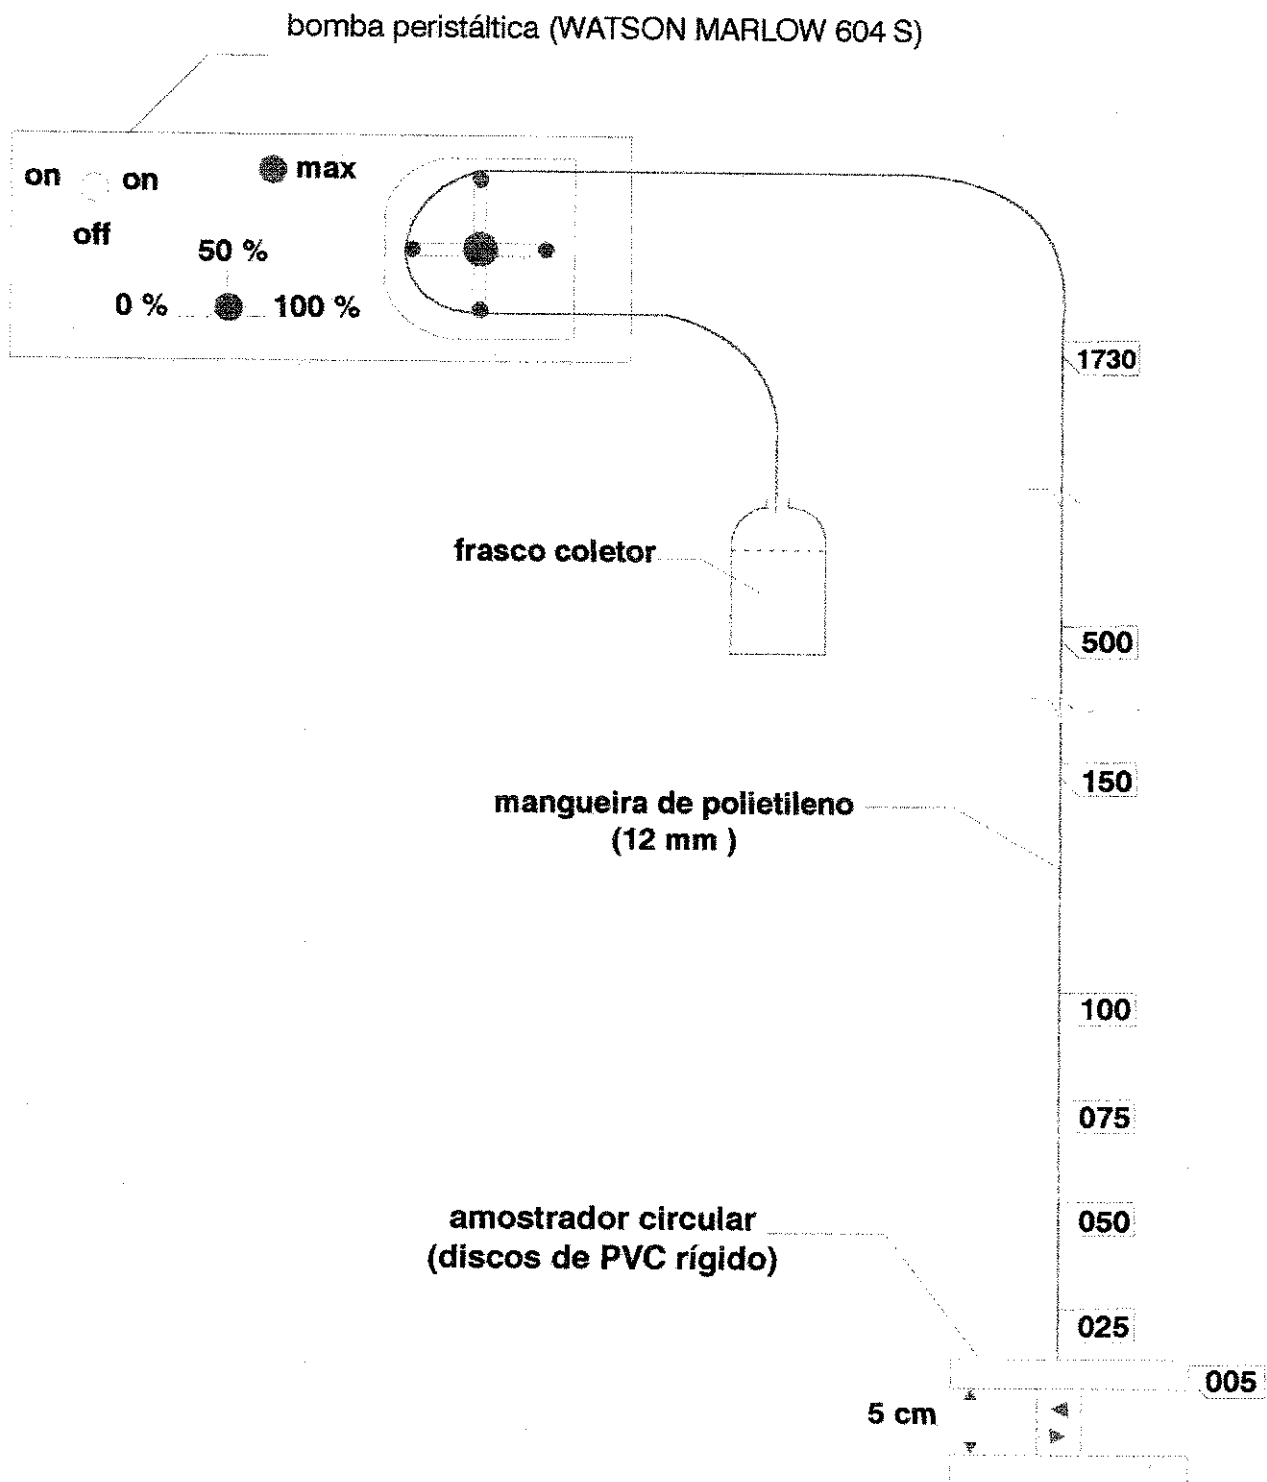 bomba peristáltica (WATSON MARLOW 604 S)
on on
off
max
50 %
0 % 100 %
1730
frasco coletor
500
150
mangueira de polietileno
(12 mm )
100
075
050
amostrador circular
(discos de PVC rígido)
025
005
5 cm